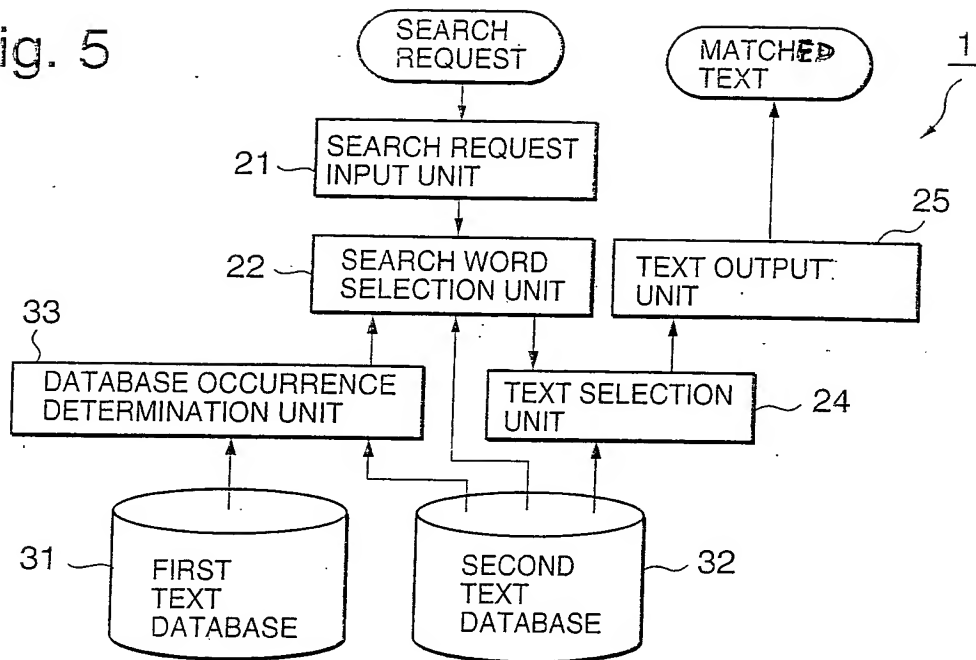 ig. 5
SEARCH
REQUEST
MATCHED
TEXT
1
SEARCH REQUEST
INPUT UNIT
21
25
SEARCH WORD
SELECTION UNIT
22
TEXT OUTPUT
UNIT
33
DATABASE OCCURRENCE
DETERMINATION UNIT
TEXT SELECTION
UNIT
24
31
FIRST
TEXT
DATABASE
SECOND
TEXT
DATABASE
32